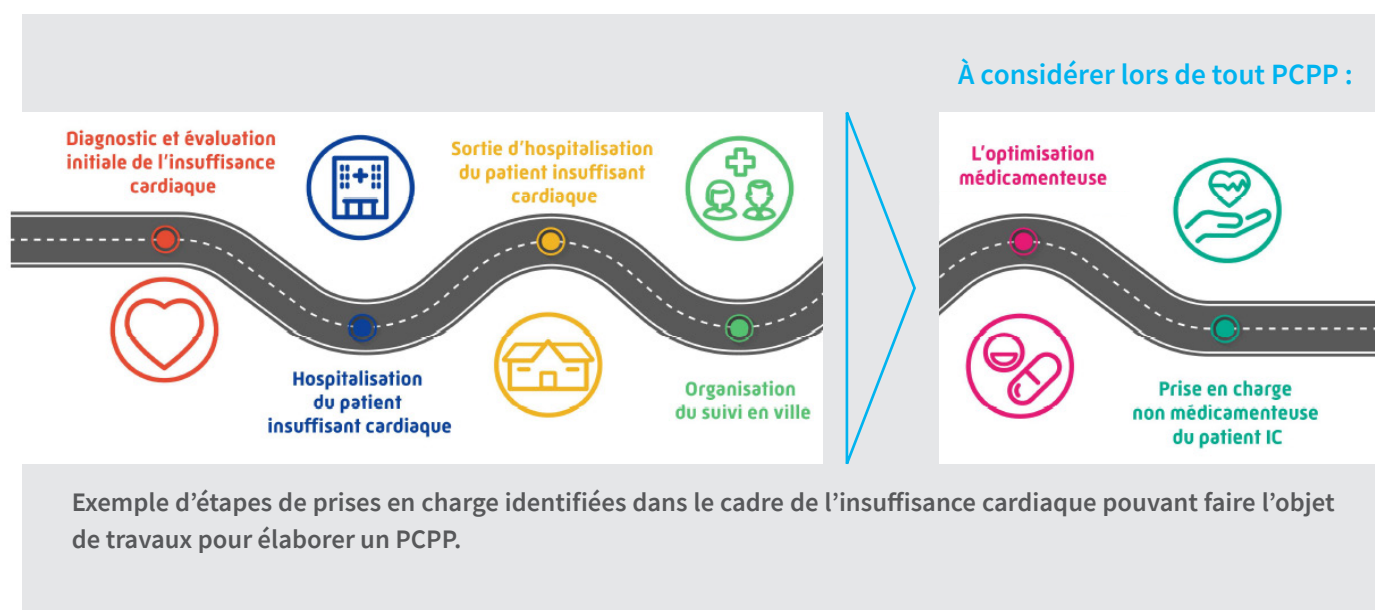 À considérer lors de tout PCPP :
Diagnostic et évaluation
initiale de l'insuffisance
cardiaque
Hospitalisation
du patient
insuffisant cardiaque
Sortie d'hospitalisation
du patient insuffisant
cardiaque
Organisation
du suivi en ville
L'optimisation
médicamenteuse
Prise en charge
non médicamenteuse
du patient IC
Exemple d'étapes de prises en charge identifiées dans le cadre de l'insuffisance cardiaque pouvant faire l'objet
de travaux pour élaborer un PCPP.